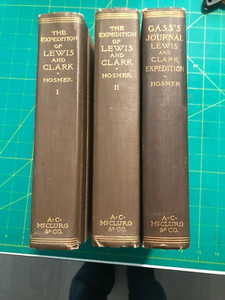 THE
EXPEDITION
OF
LEWIS
AND
CLARK
HOSMER
I
A·C·
McCLURG
& CO.
THE
EXPEDITION
OF
LEWIS
AND
CLARK
HOSMER
II
A·C·
McCLURG
& CO.
GASS'S
JOURNAL
LEWIS
AND
CLARK
EXPEDITION
HOSMER
A·C·
McCLURG
& CO.